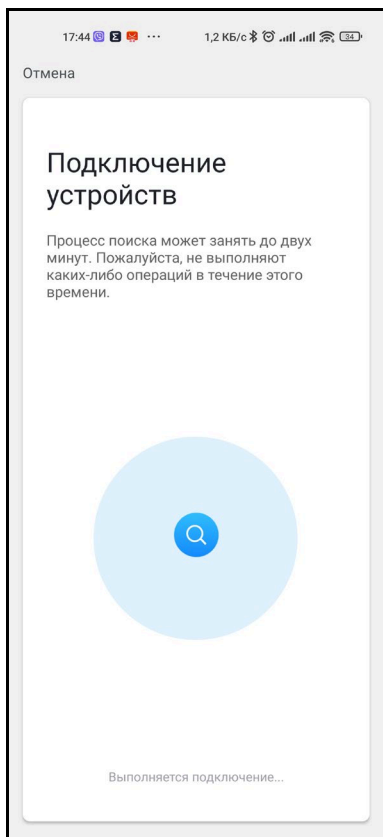 17:44 ... 1,2 КБ/с 34
Отмена
Подключение
устройств
Процесс поиска может занять до двух
минут. Пожалуйста, не выполняют
каких-либо операций в течение этого
времени.
Выполняется подключение...